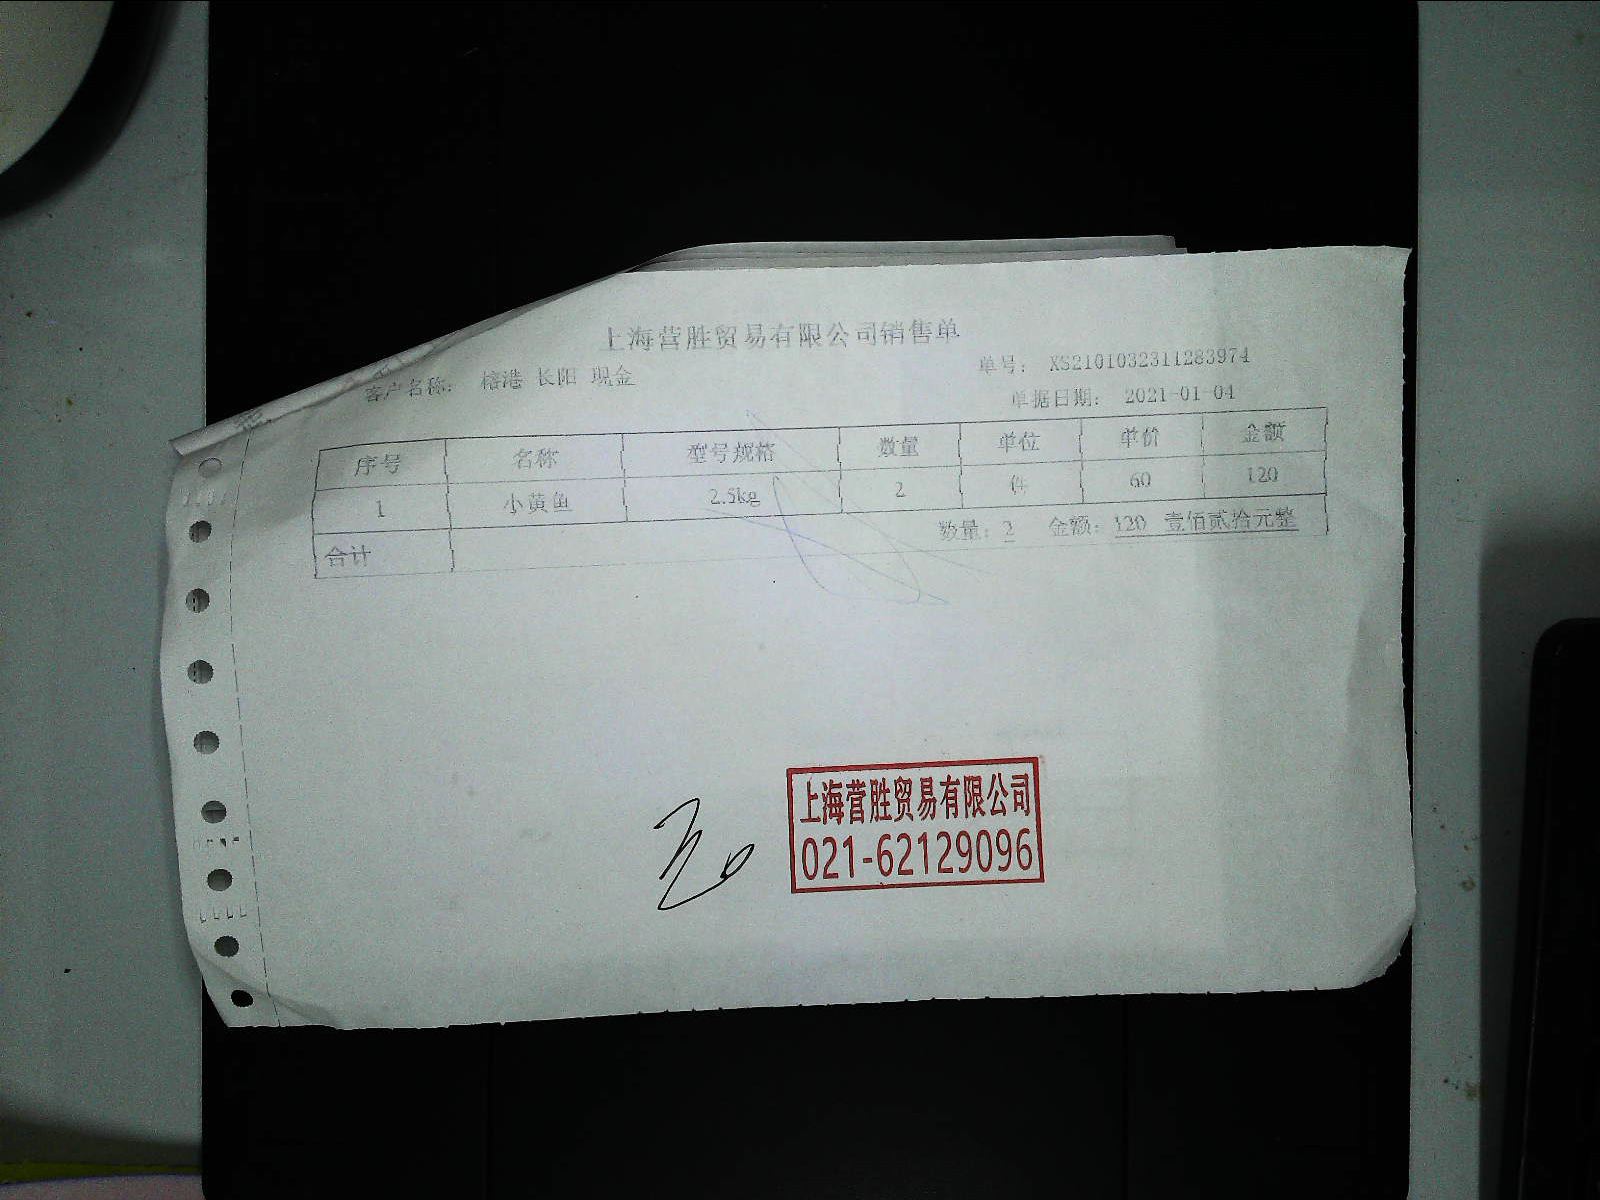 上海营胜贸易有限公司销售单
客户名称: 榕港 长阳 现金
单号: XS2101032311283974
单据日期: 2021-01-04
序号 名称 型号规格 数量 单位 单价 金额
1 小黄鱼 2.5kg 2 件 60 120
合计 数量: 2 金额: 120 壹佰贰拾元整
上海营胜贸易有限公司
021-62129096